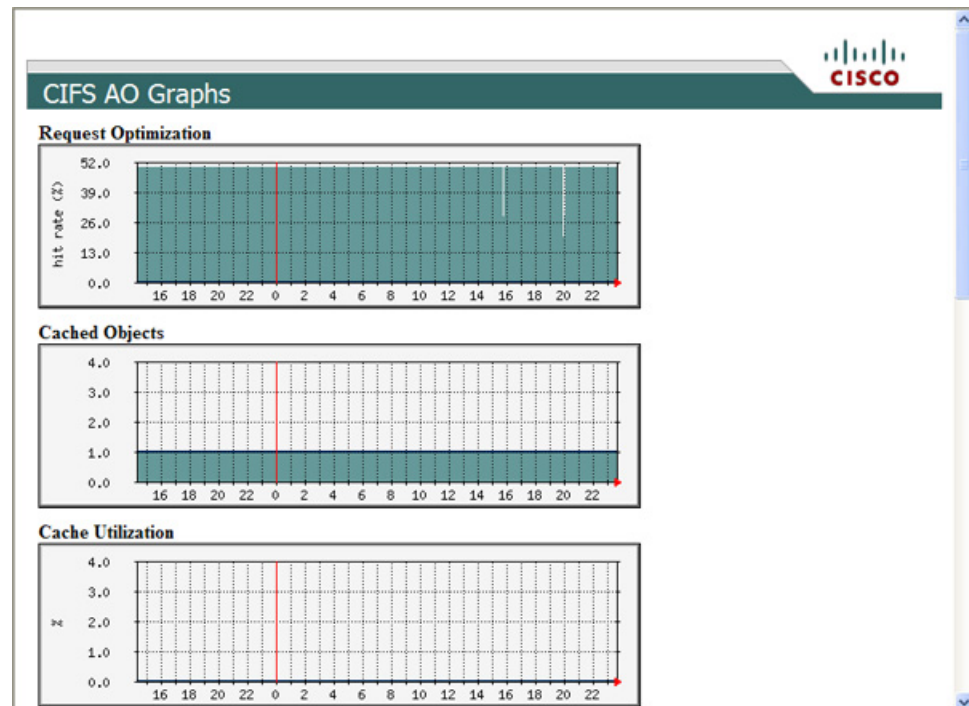 CISCO
CIFS AO Graphs
Request Optimization
52.0
39.0
26.0
13.0
0.0
hit rate (%)
16 18 20 22 0 2 4 6 8 10 12 14 16 18 20 22
Cached Objects
4.0
3.0
2.0
1.0
0.0
16 18 20 22 0 2 4 6 8 10 12 14 16 18 20 22
Cache Utilization
4.0
3.0
2.0
1.0
0.0
%
16 18 20 22 0 2 4 6 8 10 12 14 16 18 20 22